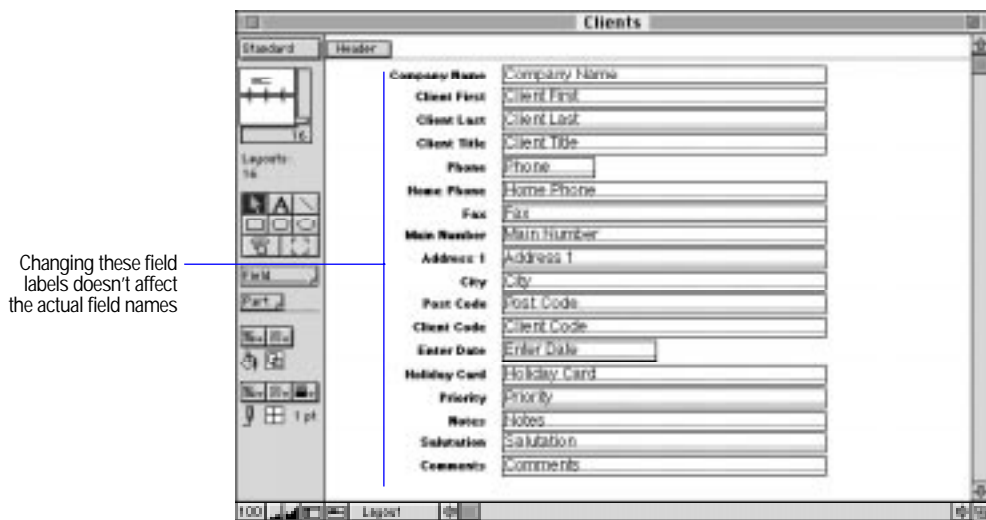 Clients
Standard
Header
Company Name Company Name
Client First Client First
Client Last Client Last
16
Client Title Client Title
Layouts:
16
Phone Phone
Home Phone Home Phone
A
Fax Fax
Main Number Main Number
Changing these field
labels doesn't affect
the actual field names
Address 1 Address 1
Field
City City
Part
Post Code Post Code
Client Code Client Code
Enter Date Enter Date
Holiday Card Holiday Card
Priority Priority
1 pt
Notes Notes
Salutation Salutation
Comments Comments
100 Layout